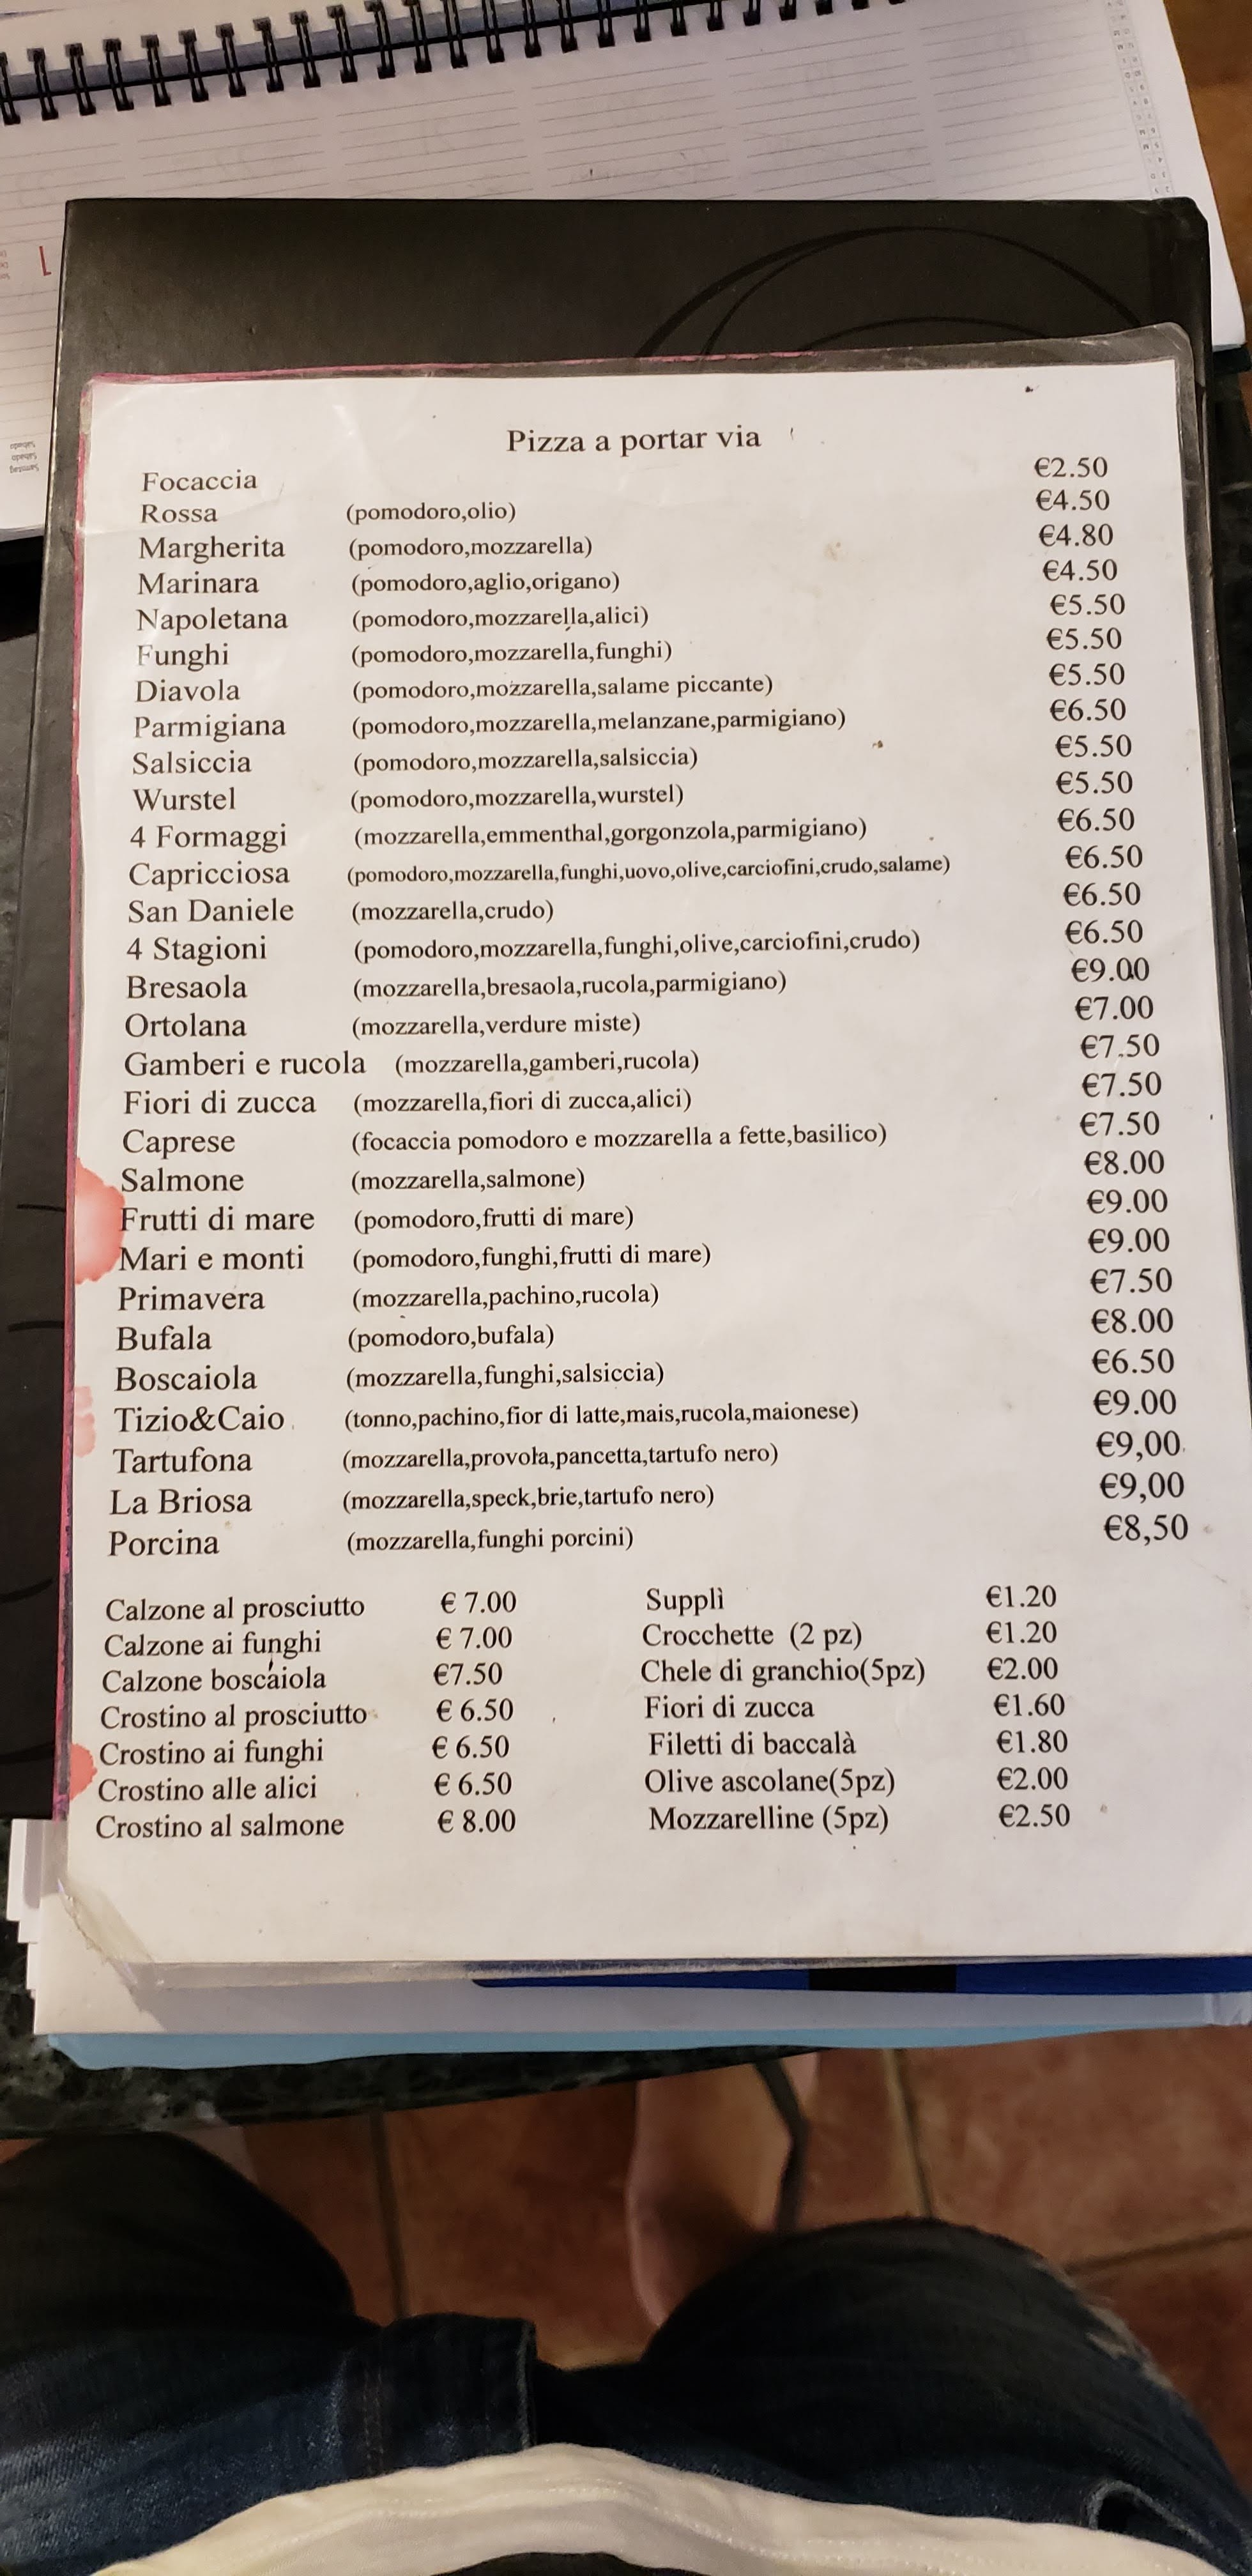 Pizza a portar via
Focaccia €2.50
Rossa (pomodoro,olio) €4.50
Margherita (pomodoro,mozzarella) €4.80
Marinara (pomodoro,aglio,origano) €4.50
Napoletana (pomodoro,mozzarella,alici) €5.50
Funghi (pomodoro,mozzarella,funghi) €5.50
Diavola (pomodoro,mozzarella,salame piccante) €5.50
Parmigiana (pomodoro,mozzarella,melanzane,parmigiano) €6.50
Salsiccia (pomodoro,mozzarella,salsiccia) €5.50
Wurstel (pomodoro,mozzarella,wurstel) €5.50
4 Formaggi (mozzarella,emmenthal,gorgonzola,parmigiano) €6.50
Capricciosa (pomodoro,mozzarella,funghi,uovo,olive,carciofini,crudo,salame) €6.50
San Daniele (mozzarella,crudo) €6.50
4 Stagioni (pomodoro,mozzarella,funghi,olive,carciofini,crudo) €6.50
Bresaola (mozzarella,bresaola,rucola,parmigiano) €9.00
Ortolana (mozzarella,verdure miste) €7.00
Gamberi e rucola (mozzarella,gamberi,rucola) €7.50
Fiori di zucca (mozzarella,fiori di zucca,alici) €7.50
Caprese (focaccia pomodoro e mozzarella a fette,basilico) €7.50
Salmone (mozzarella,salmone) €8.00
Frutti di mare (pomodoro,frutti di mare) €9.00
Mari e monti (pomodoro,funghi,frutti di mare) €9.00
Primavera (mozzarella,pachino,rucola) €7.50
Bufala (pomodoro,bufala) €8.00
Boscaiola (mozzarella,funghi,salsiccia) €6.50
Tizio&Caio (tonno,pachino,fior di latte,mais,rucola,maionese) €9.00
Tartufona (mozzarella,provola,pancetta,tartufo nero) €9,00
La Briosa (mozzarella,speck,brie,tartufo nero) €9,00
Porcina (mozzarella,funghi porcini) €8,50
Calzone al prosciutto € 7.00
Calzone ai funghi € 7.00
Calzone boscaiola €7.50
Crostino al prosciutto € 6.50
Crostino ai funghi € 6.50
Crostino alle alici € 6.50
Crostino al salmone € 8.00
Supplì €1.20
Crocchette (2 pz) €1.20
Chele di granchio(5pz) €2.00
Fiori di zucca €1.60
Filetti di baccalà €1.80
Olive ascolane(5pz) €2.00
Mozzarelline (5pz) €2.50